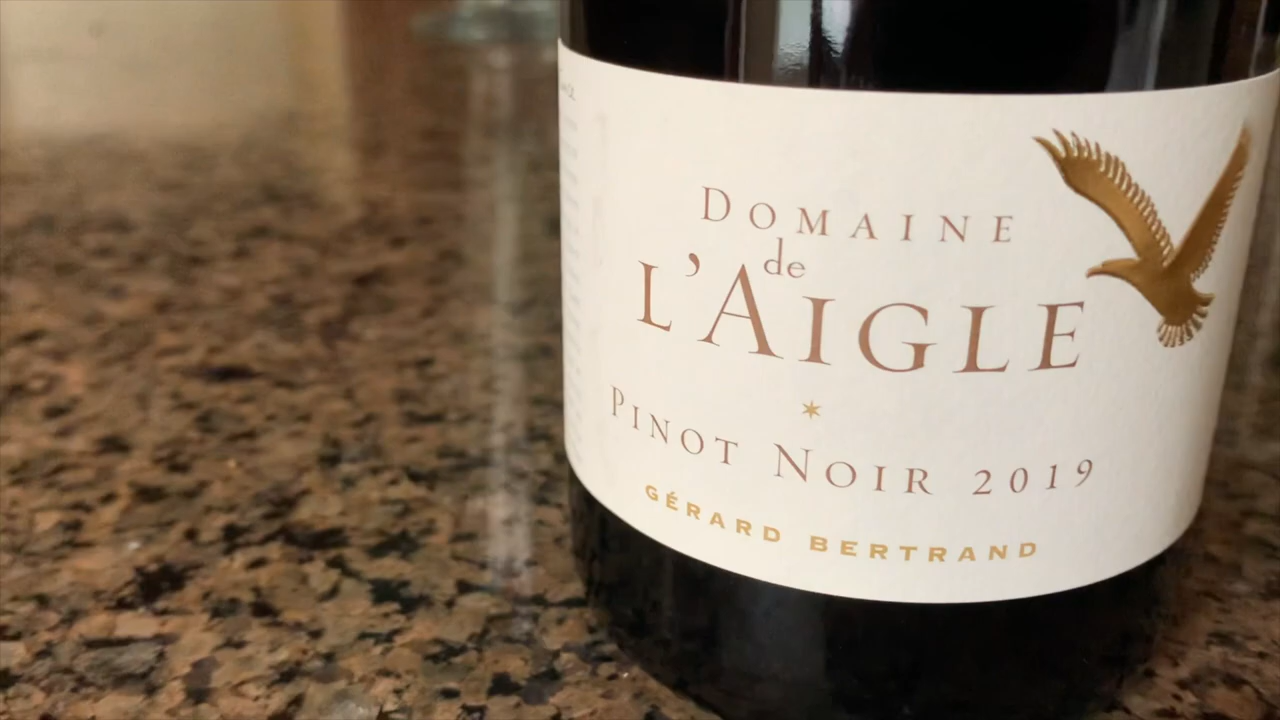 DOMAINE
de
L'AIGLE
PINOT NOIR 2019
GÉRARD BERTRAND